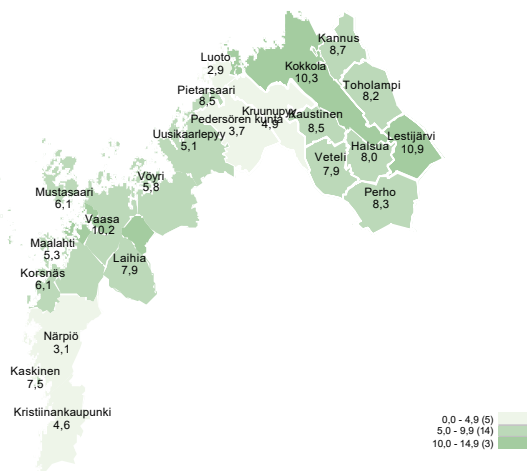 Kannus
8,7
Luoto
2,9
Kokkola
10,3
Toholampi
8,2
Pietarsaari
8,5
Kruunupyy
4,9
Kaustinen
8,5
Pedersören kunta
3,7
Lestijärvi
10,9
Uusikaarlepyy
5,1
Halsua
8,0
Veteli
7,9
Vöyri
5,8
Perho
8,3
Mustasaari
6,1
Vaasa
10,2
Maalahti
5,3
Laihia
7,9
Korsnäs
6,1
Närpiö
3,1
Kaskinen
7,5
Kristiinankaupunki
4,6
0,0 - 4,9 (5)
5,0 - 9,9 (14)
10,0 - 14,9 (3)